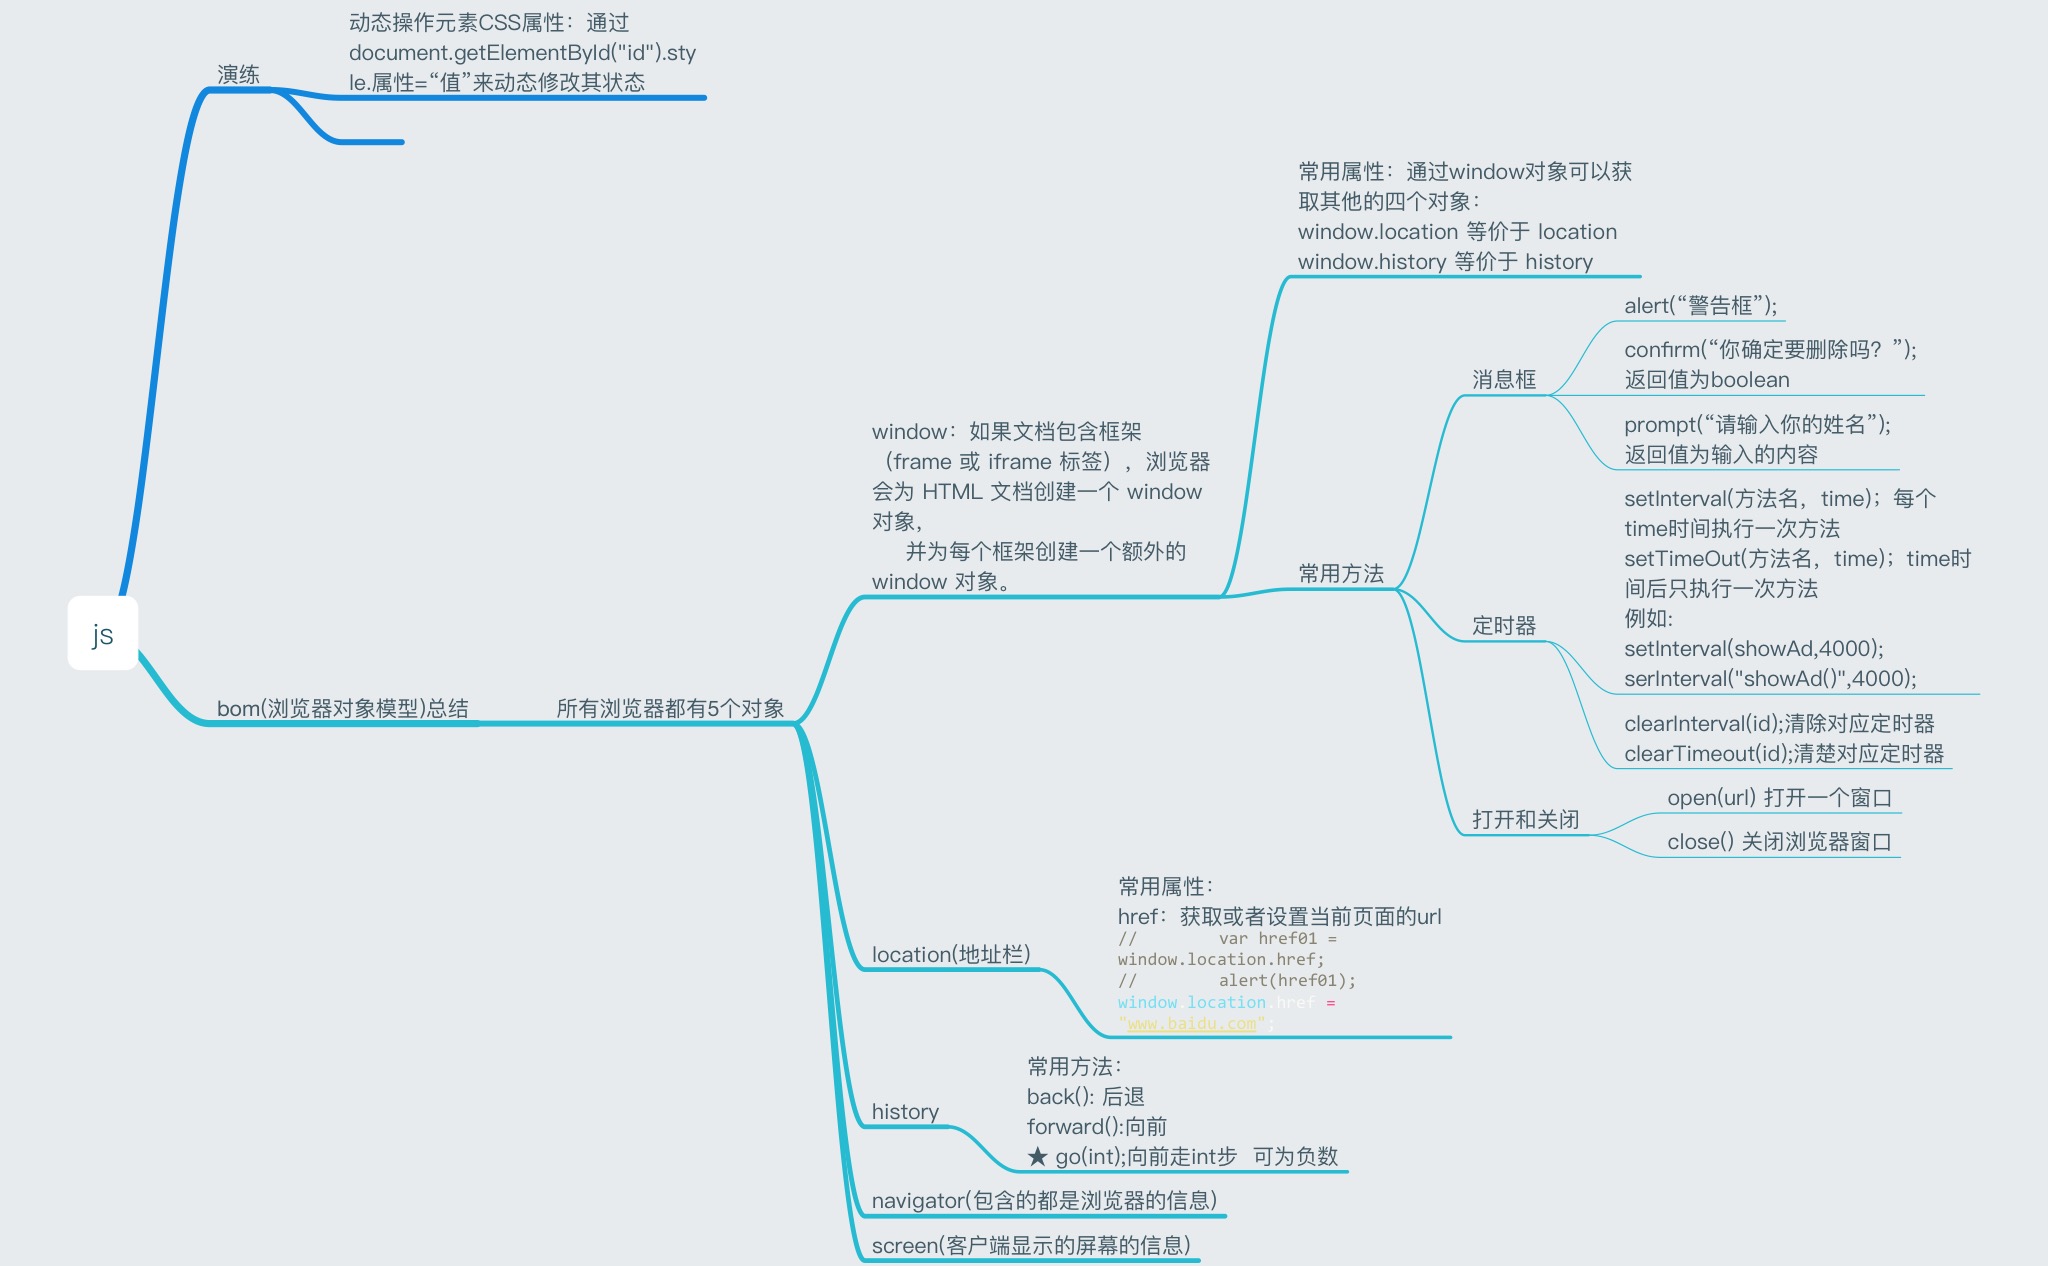 动态操作元素CSS属性：通过
document.getElementById("id").sty
le.属性=“值”来动态修改其状态
演练
常用属性：通过window对象可以获
取其他的四个对象：
window.location 等价于 location
window.history 等价于 history
alert(“警告框”);
confirm(“你确定要删除吗？”);
返回值为boolean
消息框
prompt(“请输入你的姓名”);
返回值为输入的内容
window：如果文档包含框架
（frame 或 iframe 标签），浏览器
会为 HTML 文档创建一个 window
对象，
并为每个框架创建一个额外的
window 对象。
常用方法
setInterval(方法名，time)；每个
time时间执行一次方法
setTimeOut(方法名，time)；time时
间后只执行一次方法
例如:
setInterval(showAd,4000);
serInterval("showAd()",4000);
定时器
clearInterval(id);清除对应定时器
clearTimeout(id);清楚对应定时器
js
bom(浏览器对象模型)总结
所有浏览器都有5个对象
打开和关闭
open(url) 打开一个窗口
close() 关闭浏览器窗口
常用属性：
href：获取或者设置当前页面的url
// var href01 =
window.location.href;
// alert(href01);
window.location.href =
"www.baidu.com";
location(地址栏)
常用方法：
back(): 后退
forward():向前
★ go(int);向前走int步 可为负数
history
navigator(包含的都是浏览器的信息)
screen(客户端显示的屏幕的信息)